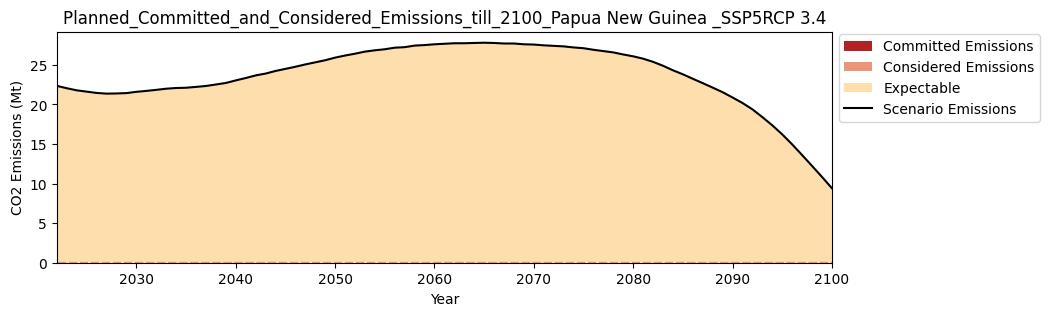 Planned_Committed_and_Considered_Emissions_till_2100_Papua New Guinea _SSP5RCP 3.4
Committed Emissions
Considered Emissions
Expectable
Scenario Emissions
CO2 Emissions (Mt)
25
20
15
10
5
0
2030 2040 2050 2060 2070 2080 2090 2100
Year